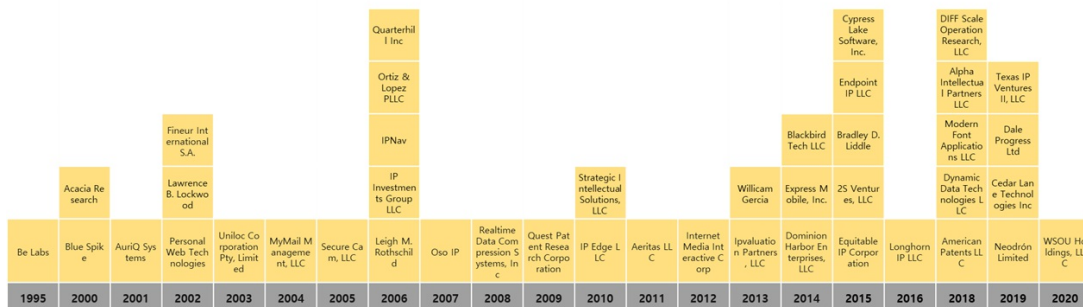 Quarterhil
l Inc
Cypress
Lake
Software,
Inc.
DIFF Scale
Operation
Research,
LLC
Ortiz &
Lopez
PLLC
Endpoint
IP LLC
Alpha
Intellectua
l Partners
LLC
Texas IP
Ventures
II, LLC
Fineur Int
ernational
S.A.
IPNav
Blackbird
Tech LLC
Bradley D.
Liddle
Modern
Font
Applicatio
ns LLC
Dale
Progress
Ltd
Acacia Re
search
Lawrence
B. Lockwo
od
IP
Investme
nts Group
LLC
Strategic I
ntellectual
Solutions,
LLC
Willicam
Gercia
Express M
obile, Inc.
2S Ventur
es, LLC
Dynamic
Data Tech
nologies L
LC
Cedar Lan
e Technol
ogies Inc
Be Labs
Blue Spik
e
AuriQ Sys
tems
Personal
Web Tech
nologies
Uniloc Co
rporation
Pty, Limit
ed
MyMail M
anageme
nt, LLC
Secure Ca
m, LLC
Leigh M.
Rothschil
d
Oso IP
Realtime
Data Com
pression S
ystems, In
c
Quest Pat
ent Resea
rch Corpo
ration
IP Edge L
LC
Aeritas LL
C
Internet
Media Int
eractive C
orp
Ipvaluatio
n Partners
, LLC
Dominion
Harbor En
terprises,
LLC
Equitable
IP Corpor
ation
Longhorn
IP LLC
American
Patents L
LC
Neodrón
Limited
WSOU Ho
ldings, LL
C
1995 2000 2001 2002 2003 2004 2005 2006 2007 2008 2009 2010 2011 2012 2013 2014 2015 2016 2018 2019 2020